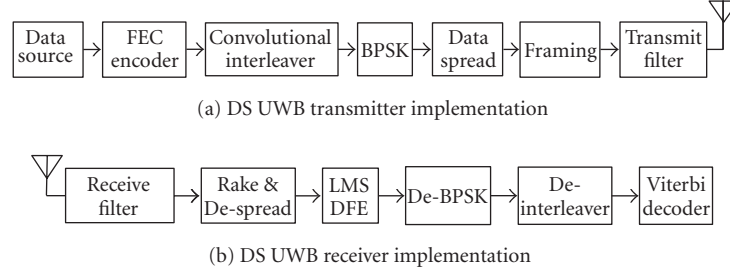 Data source
FEC encoder
Convolutional interleaver
BPSK
Data spread
Framing
Transmit filter
(a) DS UWB transmitter implementation
Receive filter
Rake & De-spread
LMS DFE
De-BPSK
De-interleaver
Viterbi decoder
(b) DS UWB receiver implementation